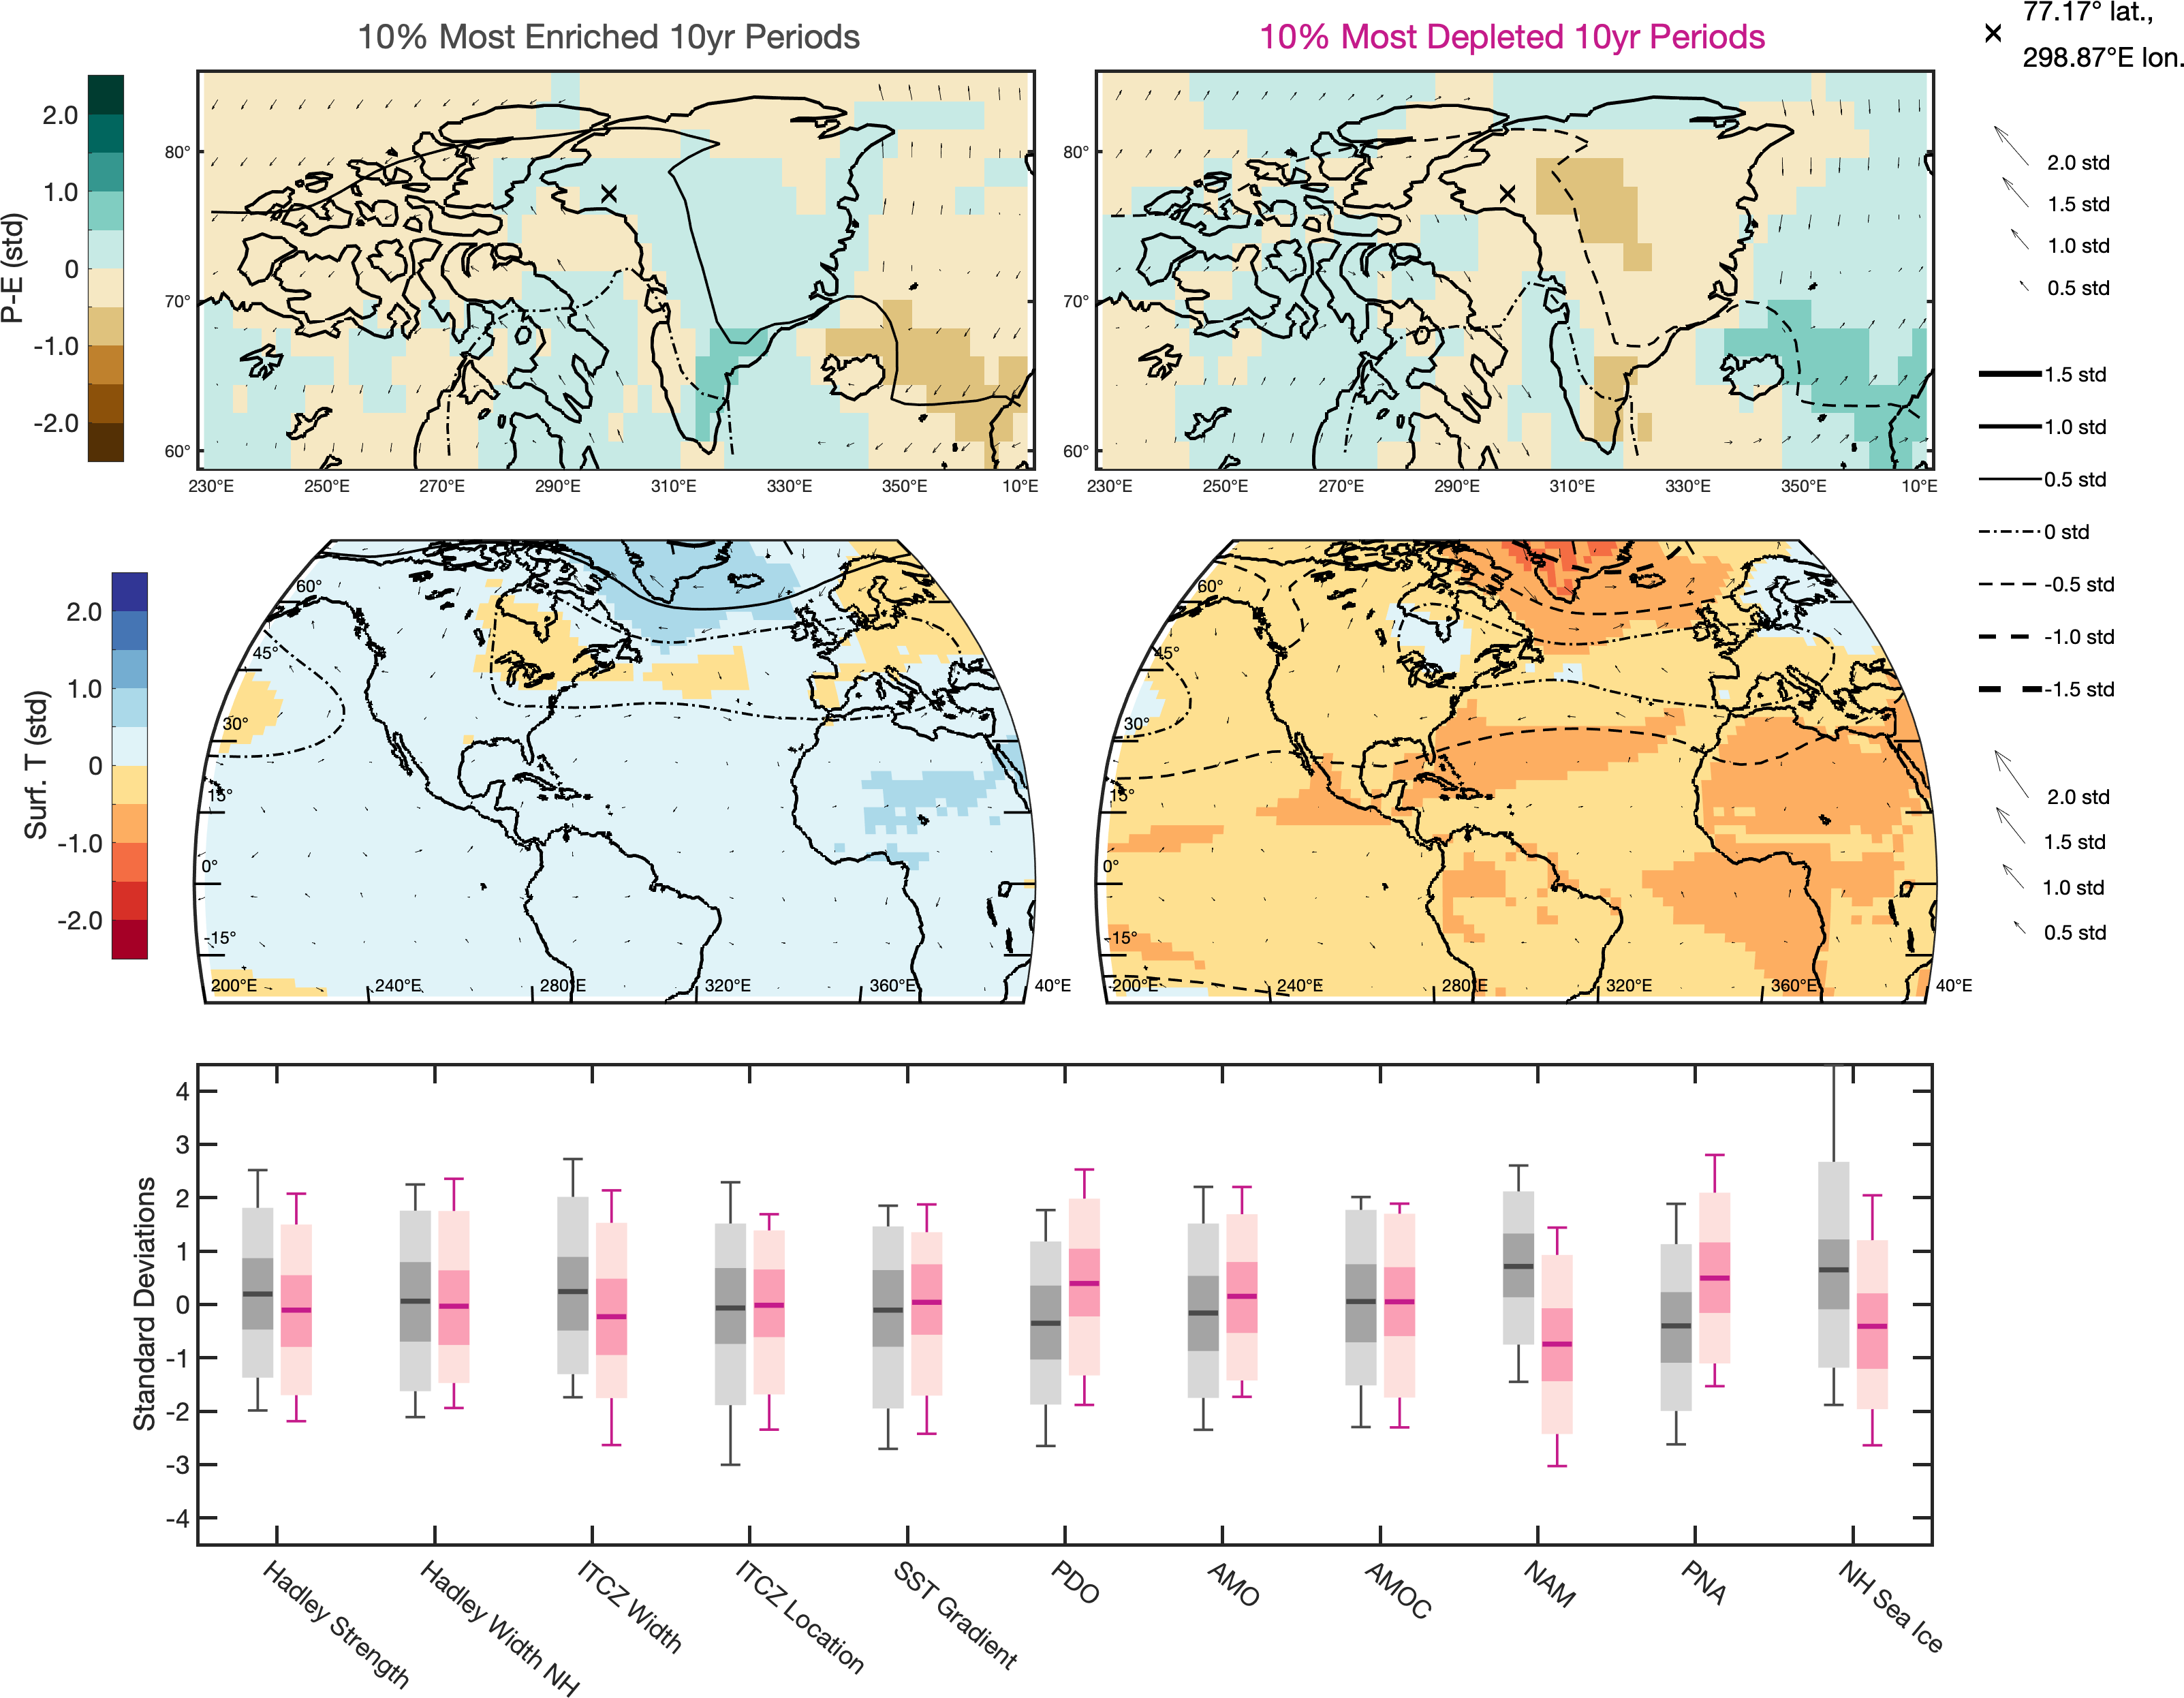 10% Most Enriched 10yr Periods
10% Most Depleted 10yr Periods
77.17° lat.,
298.87°E lon.
P-E (std)
2.0
1.0
0
-1.0
-2.0
80°
70°
60°
230°E 250°E 270°E 290°E 310°E 330°E 350°E 10°E
80°
70°
60°
230°E 250°E 270°E 290°E 310°E 330°E 350°E 10°E
2.0 std
1.5 std
1.0 std
0.5 std
1.5 std
1.0 std
0.5 std
0 std
-0.5 std
-1.0 std
-1.5 std
Surf. T (std)
2.0
1.0
0
-1.0
-2.0
60°
45°
30°
15°
0°
-15°
200°E 240°E 280°E 320°E 360°E 40°E
60°
45°
30°
15°
0°
-15°
200°E 240°E 280°E 320°E 360°E 40°E
2.0 std
1.5 std
1.0 std
0.5 std
Standard Deviations
4
3
2
1
0
-1
-2
-3
-4
Hadley Strength
Hadley Width NH
ITCZ Width
ITCZ Location
SST Gradient
PDO
AMO
AMOC
NAM
PNA
NH Sea Ice